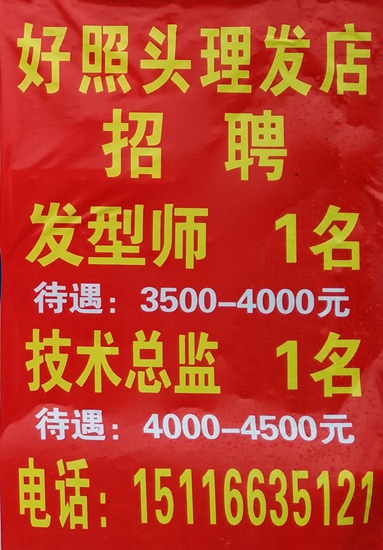 好照头理发店
招聘
发型师 1名
待遇：3500-4000元
技术总监 1名
待遇：4000-4500元
电话：15116635121